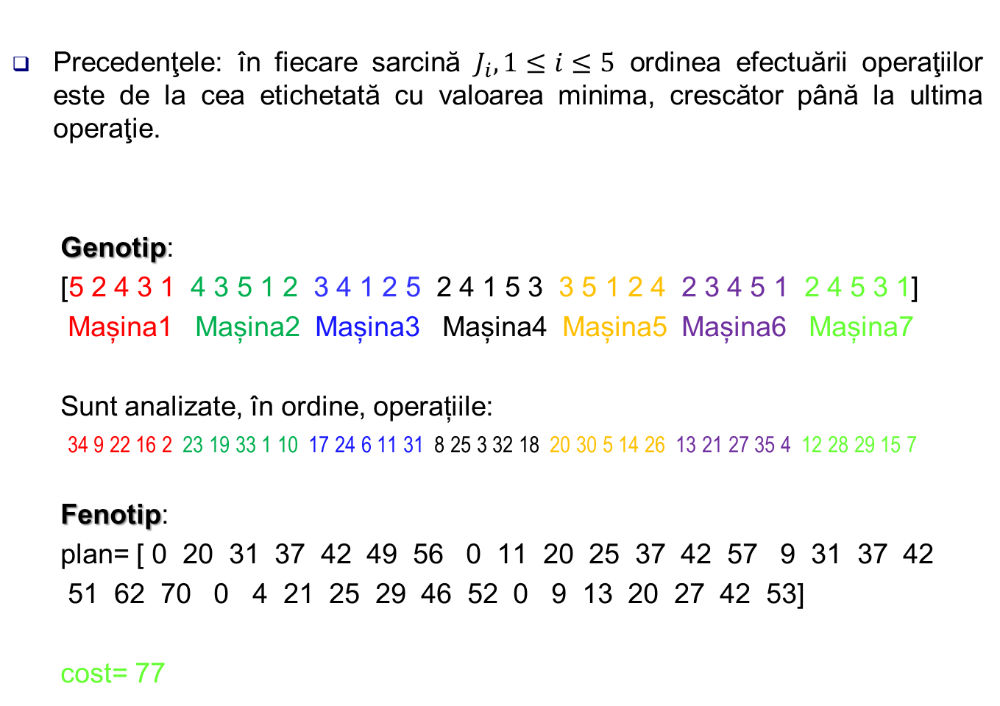 Precedenţele: în fiecare sarcină 𝐽𝑖, 1 ≤ 𝑖 ≤ 5 ordinea efectuării operaţiilor
este de la cea etichetată cu valoarea minima, crescător până la ultima
operaţie.
Genotip:
[5 2 4 3 1 4 3 5 1 2 3 4 1 2 5 2 4 1 5 3 3 5 1 2 4 2 3 4 5 1 2 4 5 3 1]
Mașina1 Mașina2 Mașina3 Mașina4 Mașina5 Mașina6 Mașina7
Sunt analizate, în ordine, operațiile:
34 9 22 16 2 23 19 33 1 10 17 24 6 11 31 8 25 3 32 18 20 30 5 14 26 13 21 27 35 4 12 28 29 15 7
Fenotip:
plan= [ 0 20 31 37 42 49 56 0 11 20 25 37 42 57 9 31 37 42
51 62 70 0 4 21 25 29 46 52 0 9 13 20 27 42 53]
cost= 77